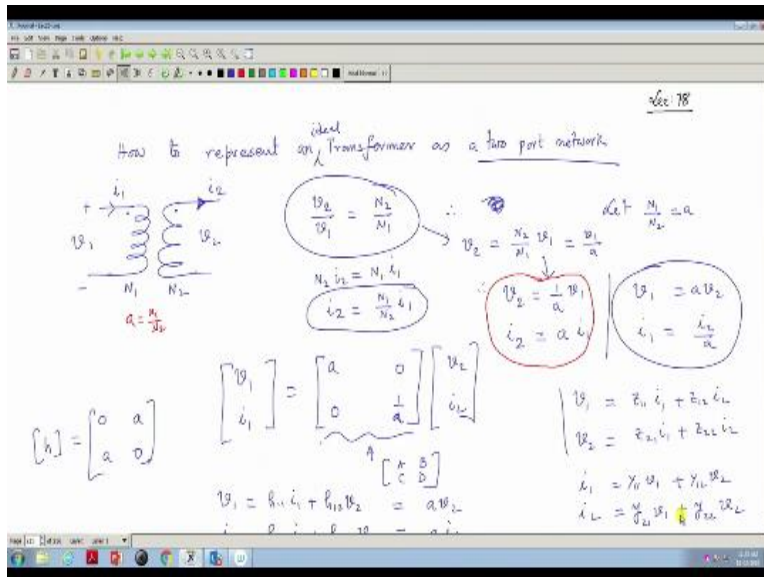 Lec: 78
How to represent an ideal Transformer as a two port network
+ i₁ i₂
v₁ v₂
- N₁ N₂
a = N₁/N₂
v₂/v₁ = N₂/N₁
N₂ i₂ = N₁ i₁
i₂ = N₁/N₂ i₁
∴ Let N₁/N₂ = a
v₂ = N₂/N₁ v₁ = v₁/a
∴ v₂ = 1/a v₁
i₂ = a i₁
v₁ = a v₂
i₁ = i₂/a
[v₁ i₁] = [a 0 0 1/a] [v₂ i₂]
[A B C D]
[h] = [0 a a 0]
v₁ = h₁₁ i₁ + h₁₂ v₂ = a v₂
v₁ = z₁₁ i₁ + z₁₂ i₂
v₂ = z₂₁ i₁ + z₂₂ i₂
i₁ = y₁₁ v₁ + y₁₂ v₂
i₂ = y₂₁ v₁ + y₂₂ v₂